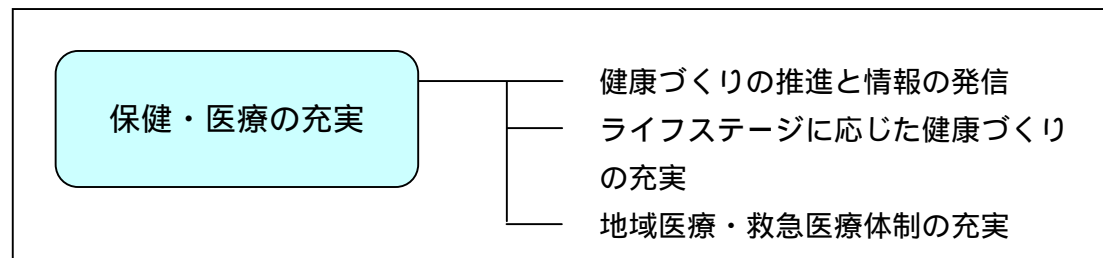 保健・医療の充実
健康づくりの推進と情報の発信
ライフステージに応じた健康づくり
の充実
地域医療・救急医療体制の充実